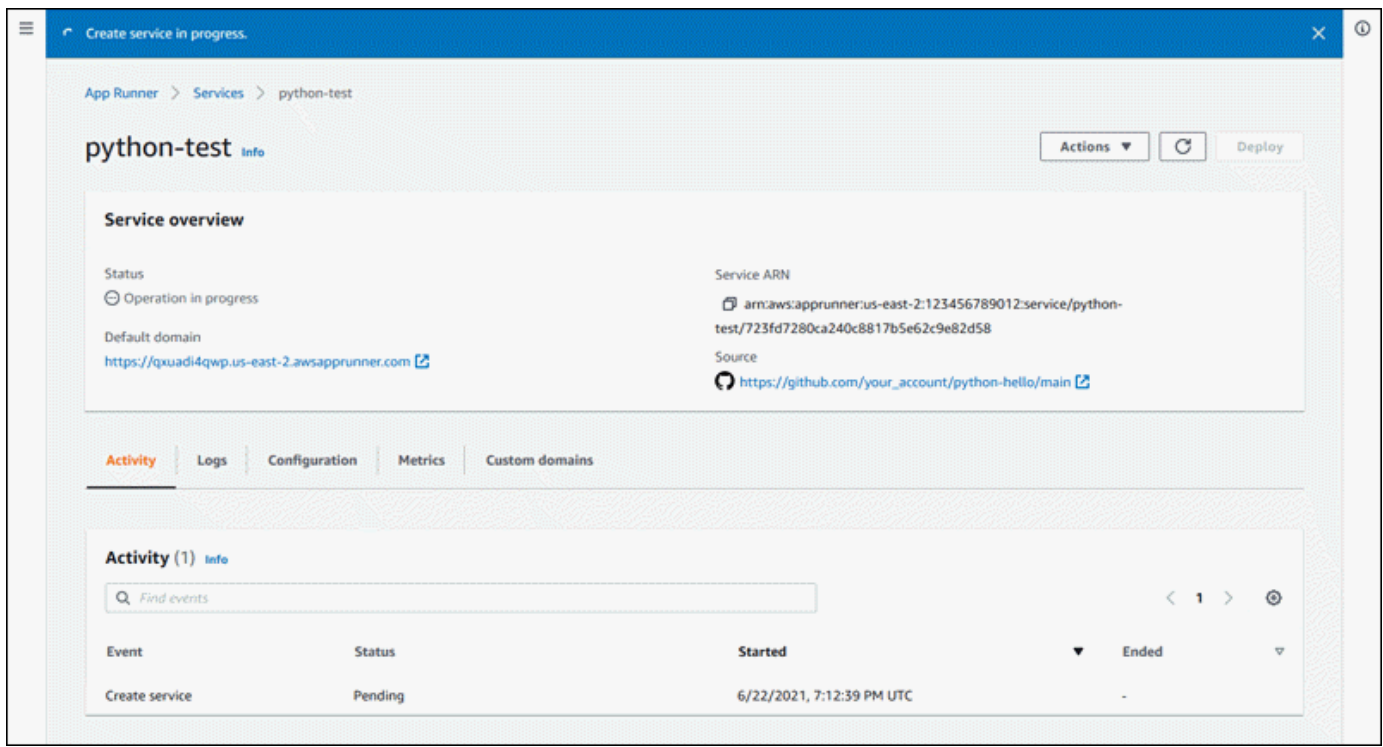 Create service in progress.
App Runner > Services > python-test
python-test Info
Actions ▼ Deploy
Service overview
Status
Operation in progress
Default domain
https://qxuadi4qwp.us-east-2.awsapprunner.com
Service ARN
arn:aws:apprunner:us-east-2:123456789012:service/python-
test/723fd7280ca240c8817b5e62c9e82d58
Source
https://github.com/your_account/python-hello/main
Activity Logs Configuration Metrics Custom domains
Activity (1) Info
Find events
< 1 >
Event Status Started Ended
Create service Pending 6/22/2021, 7:12:39 PM UTC -